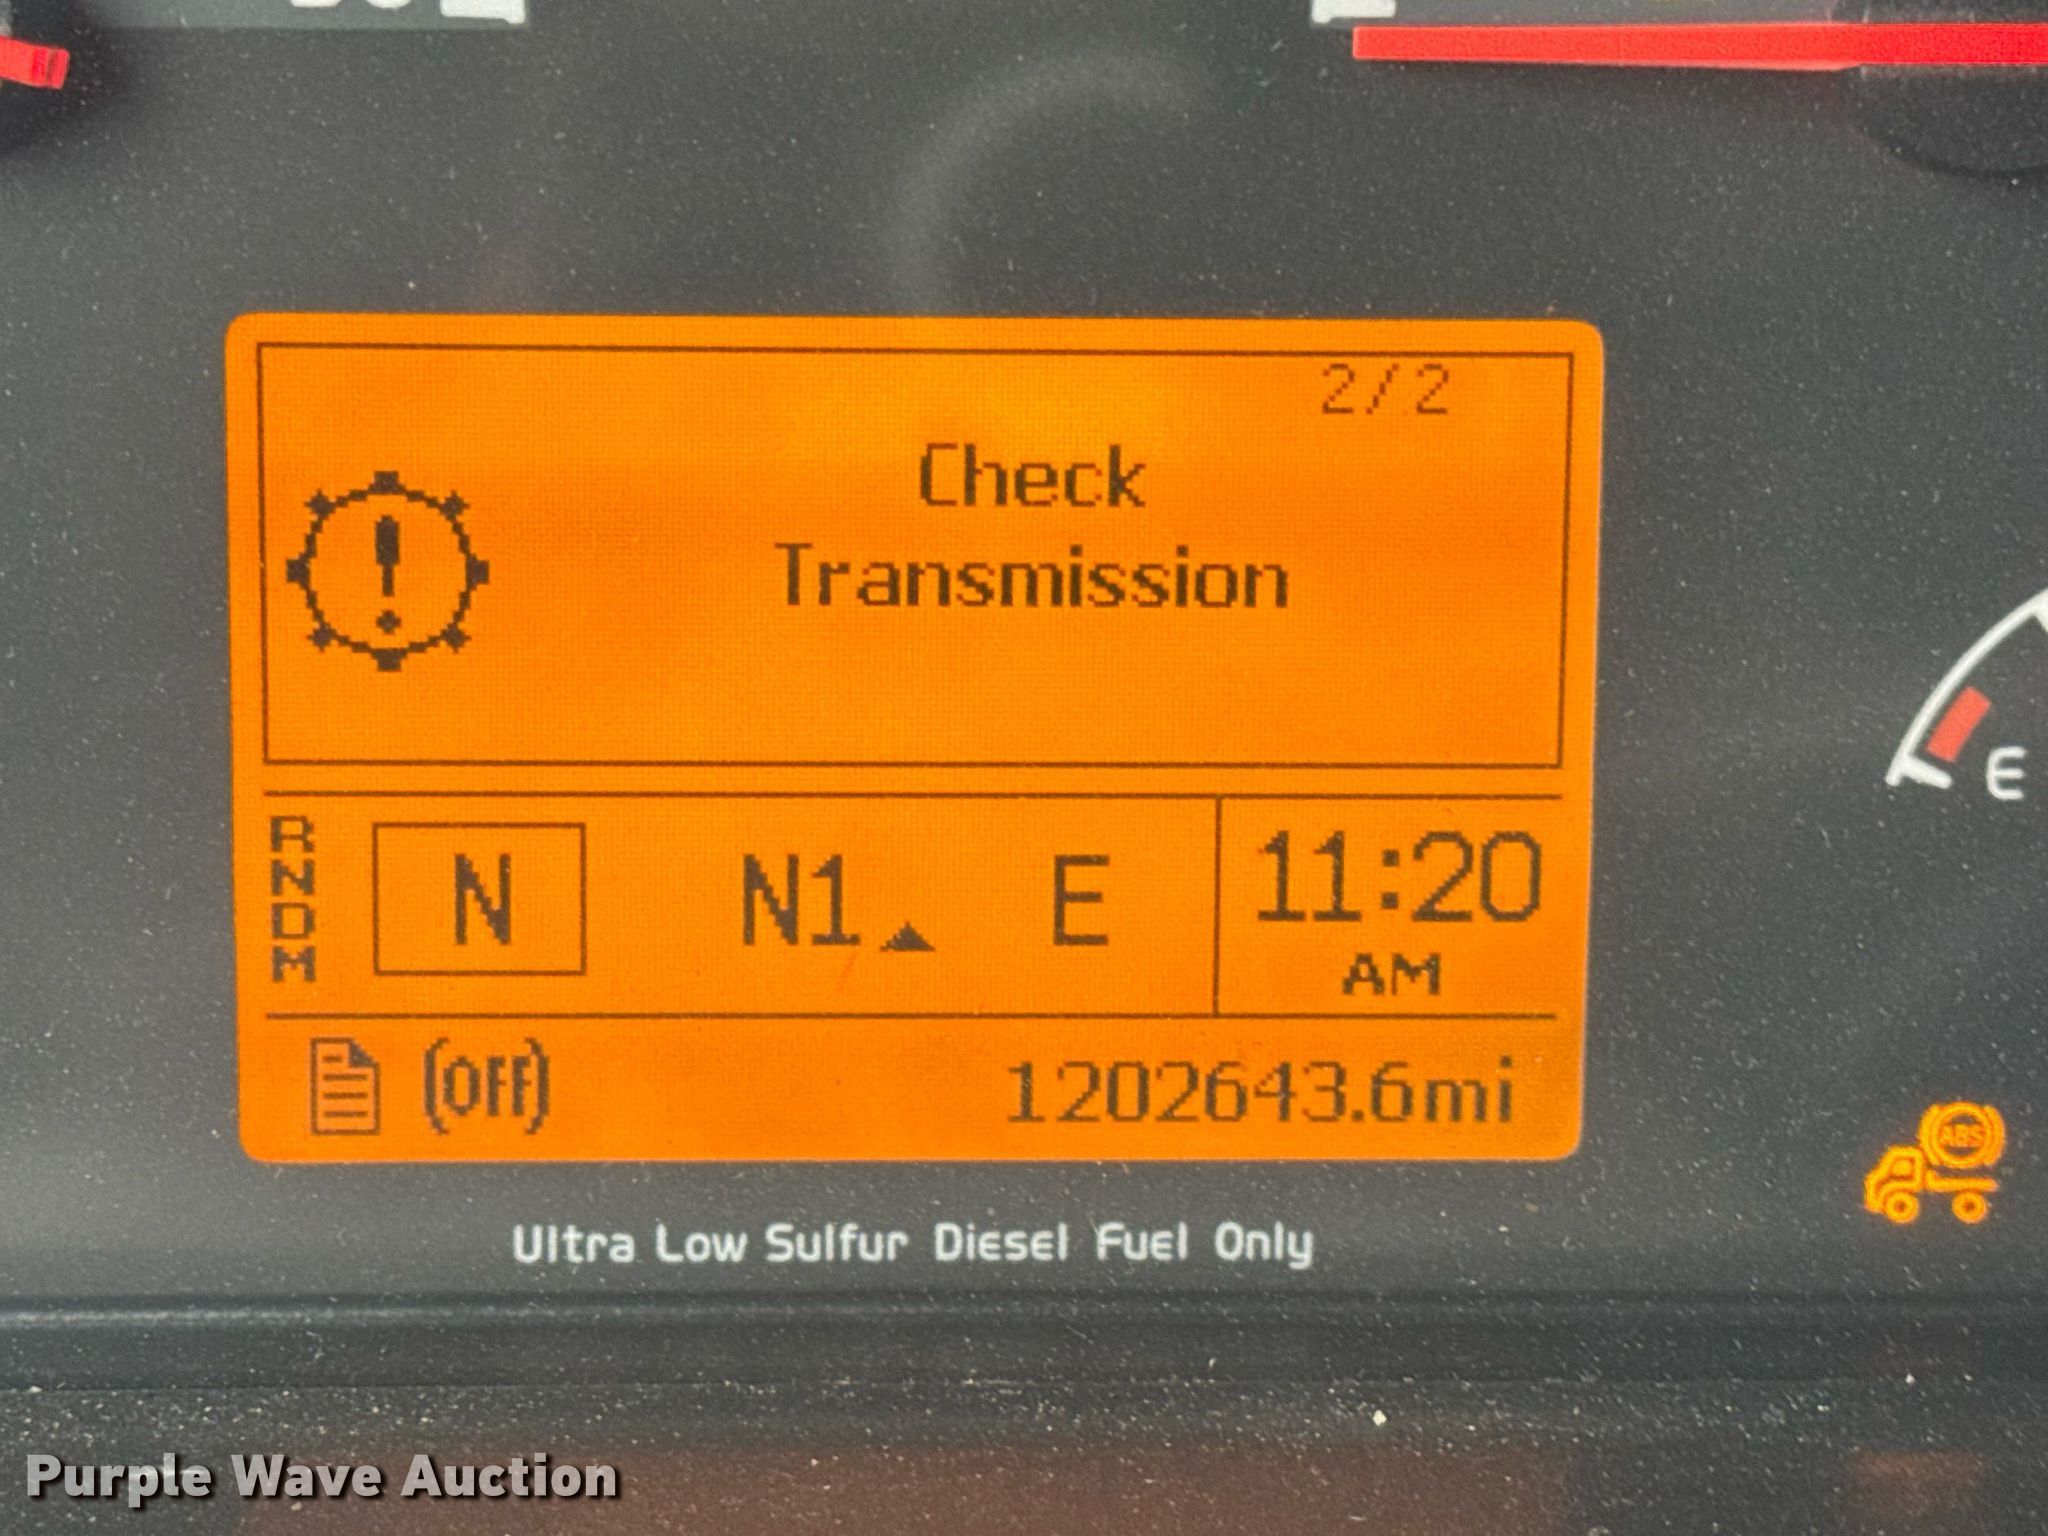 2/2
Check
Transmission
R
N
D
M
N N1 E
11:20
AM
(OFF) 1202643.6mi
E
ABS
Ultra Low Sulfur Diesel Fuel Only
Purple Wave Auction